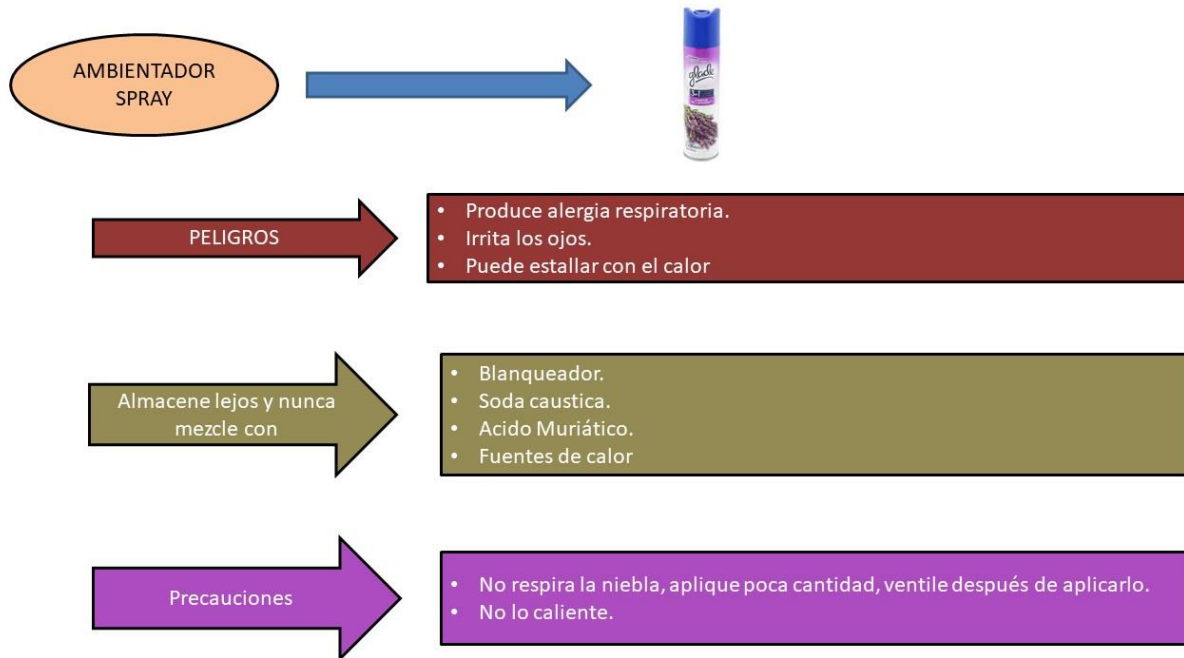 AMBIENTADOR
SPRAY
glade
PELIGROS
• Produce alergia respiratoria.
• Irrita los ojos.
• Puede estallar con el calor
Almacene lejos y nunca
mezcle con
• Blanqueador.
• Soda caustica.
• Acido Muriático.
• Fuentes de calor
Precauciones
• No respira la niebla, aplique poca cantidad, ventile después de aplicarlo.
• No lo caliente.